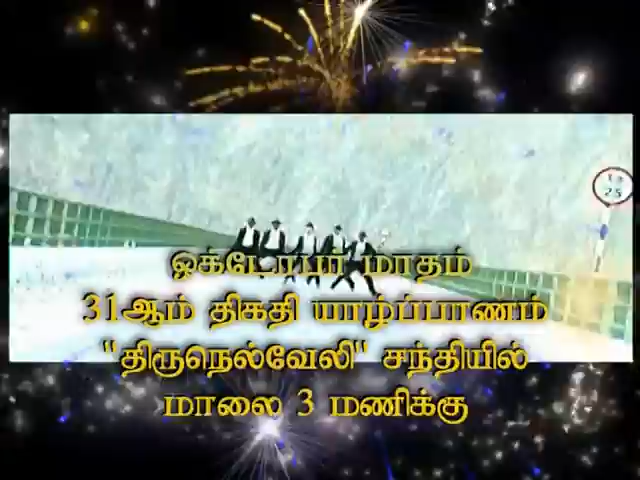 ஒக்டோபர் மாதம்
31ஆம் திகதி யாழ்ப்பாணம்
"திருநெல்வேலி" சந்தியில்
மாலை 3 மணிக்கு